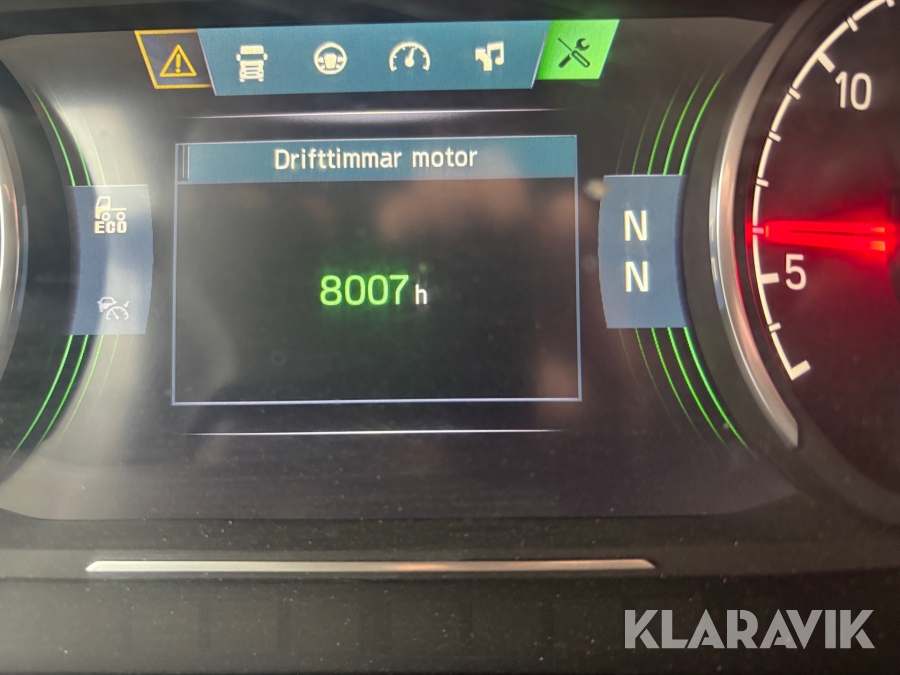 Drifttimmar motor
ECO
8007 h
N
N
10
5
KLARAVIK